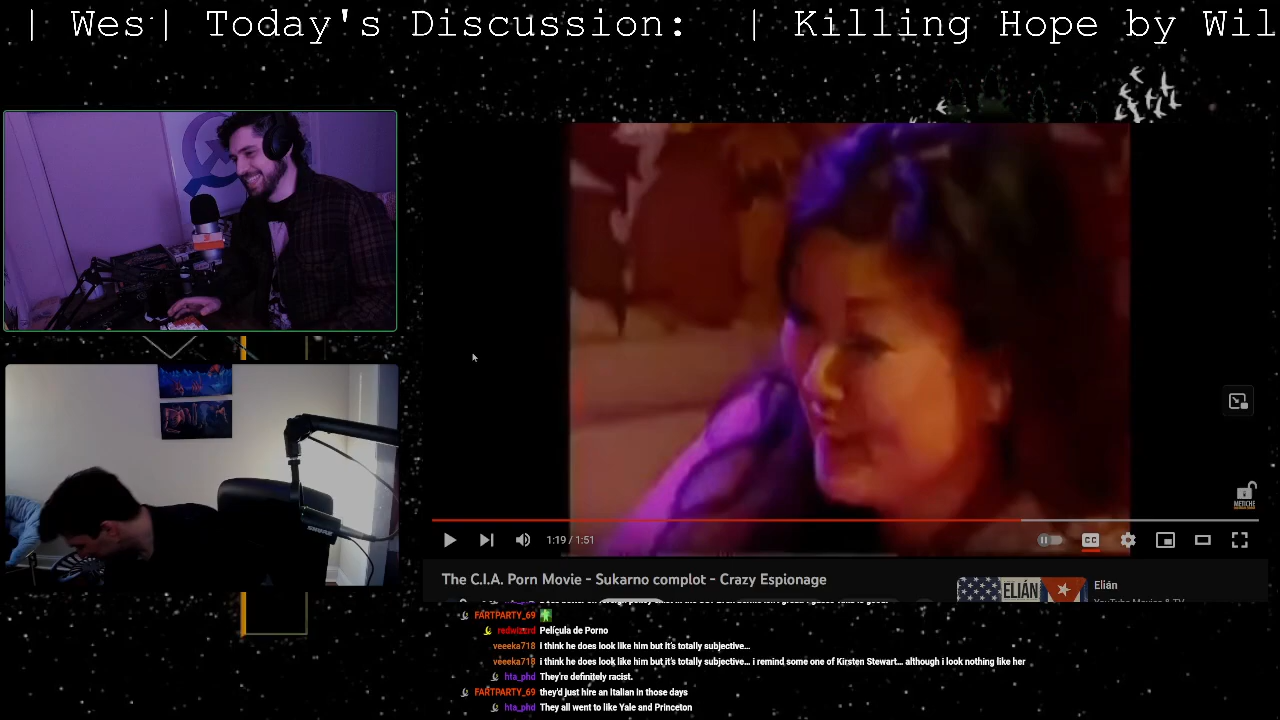 | Wes| Today's Discussion: | Killing Hope by Wil
SHURE
METICHE
1:19 / 1:51
CC
The C.I.A. Porn Movie - Sukarno complot - Crazy Espionage
ELIÁN
Elián
FARTPARTY_69
redwizard Película de Porno
veeeka718 I think he does look like him but it's totally subjective...
veeeka718 i think he does look like him but it's totally subjective... i remind some one of Kirsten Stewart... although i look nothing like her
hta_phd They're definitely racist.
FARTPARTY_69 they'd just hire an Italian in those days
hta_phd They all went to like Yale and Princeton